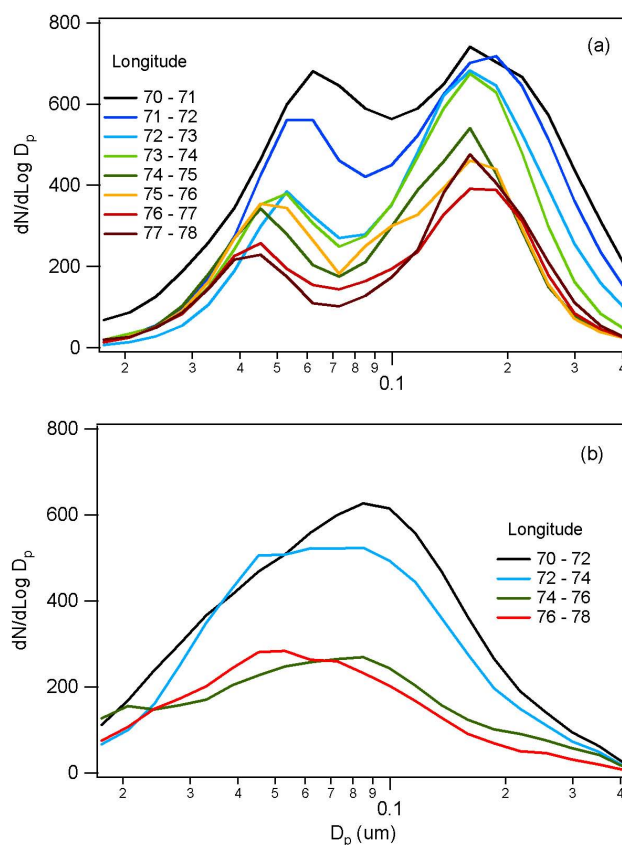 (a)
dN/dLog Dp
800
600
400
200
0
Longitude
70 - 71
71 - 72
72 - 73
73 - 74
74 - 75
75 - 76
76 - 77
77 - 78
2 3 4 5 6 7 8 9 0.1 2 3 4
(b)
dN/dLog Dp
800
600
400
200
0
Longitude
70 - 72
72 - 74
74 - 76
76 - 78
2 3 4 5 6 7 8 9 0.1 2 3 4
Dp (um)